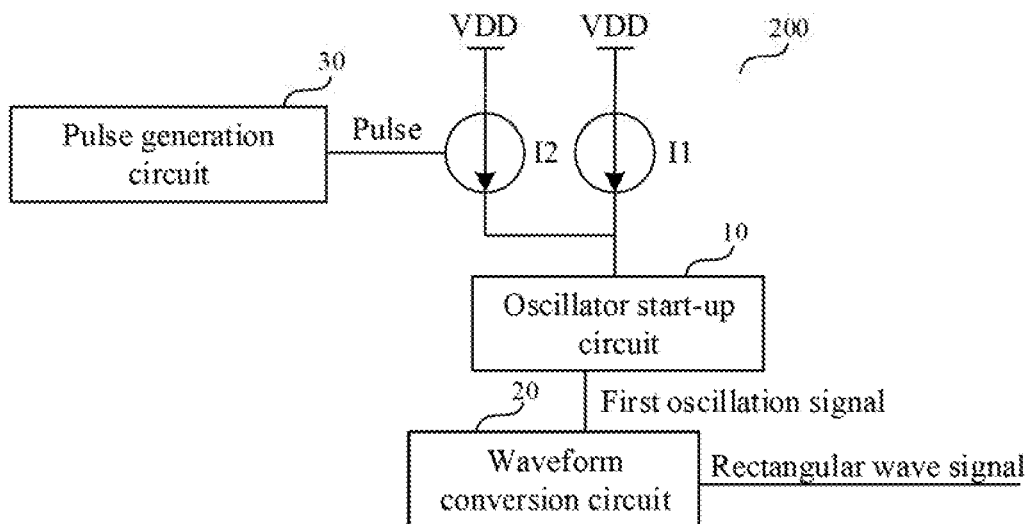 VDD
VDD
200
30
Pulse generation
circuit
Pulse
I2
I1
10
Oscillator start-up
circuit
20
First oscillation signal
Waveform
conversion circuit
Rectangular wave signal